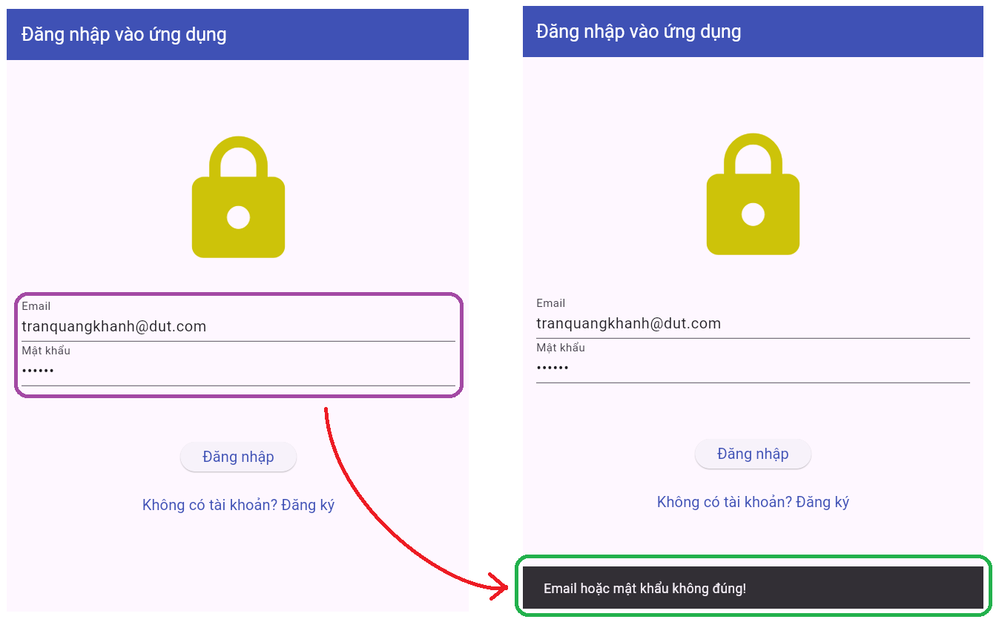 Đăng nhập vào ứng dụng
Email
tranquangkhanh@dut.com
Mật khẩu
••••••
Đăng nhập
Không có tài khoản? Đăng ký
Đăng nhập vào ứng dụng
Email
tranquangkhanh@dut.com
Mật khẩu
••••••
Đăng nhập
Không có tài khoản? Đăng ký
Email hoặc mật khẩu không đúng!